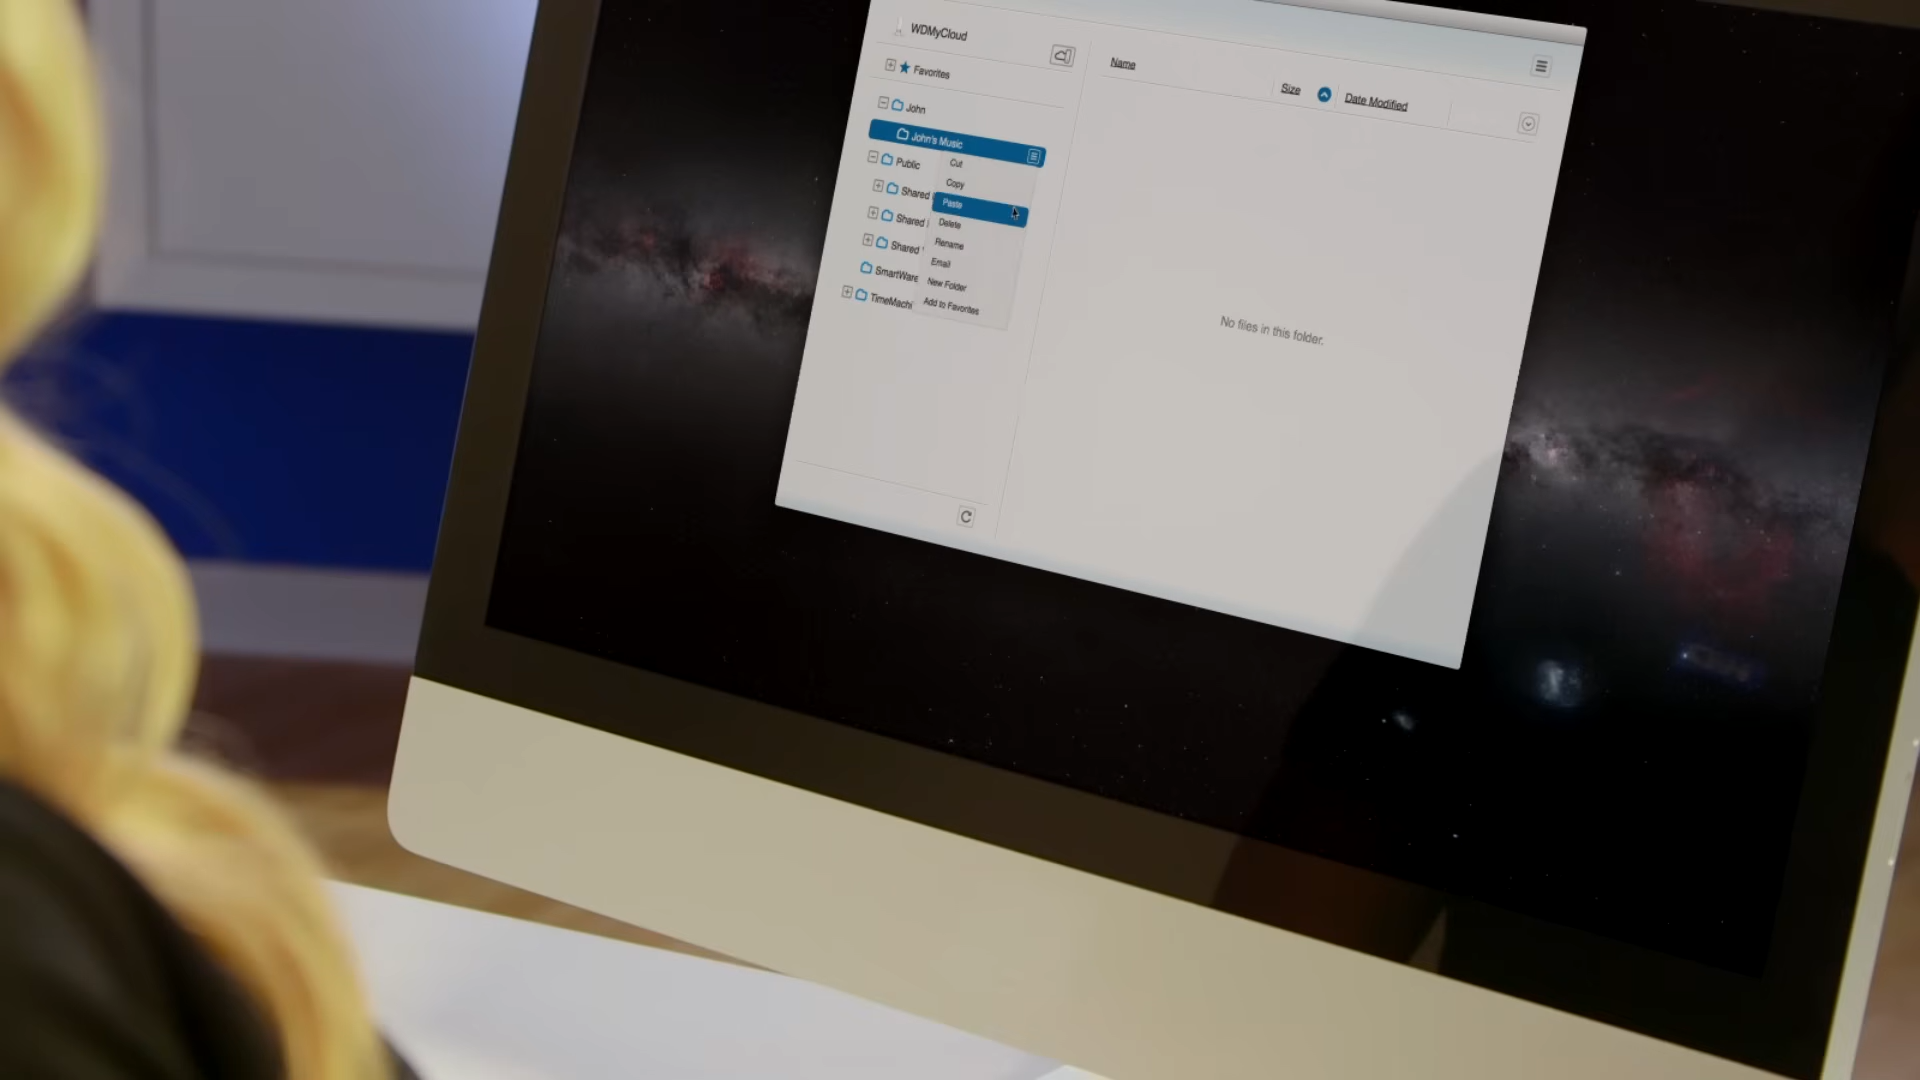 WDMyCloud
Favorites
John
John's Music
Public
Shared
Shared
Shared
SmartWare
TimeMachi
Cut
Copy
Paste
Delete
Rename
Email
New Folder
Add to Favorites
Name
Size
Date Modified
No files in this folder.